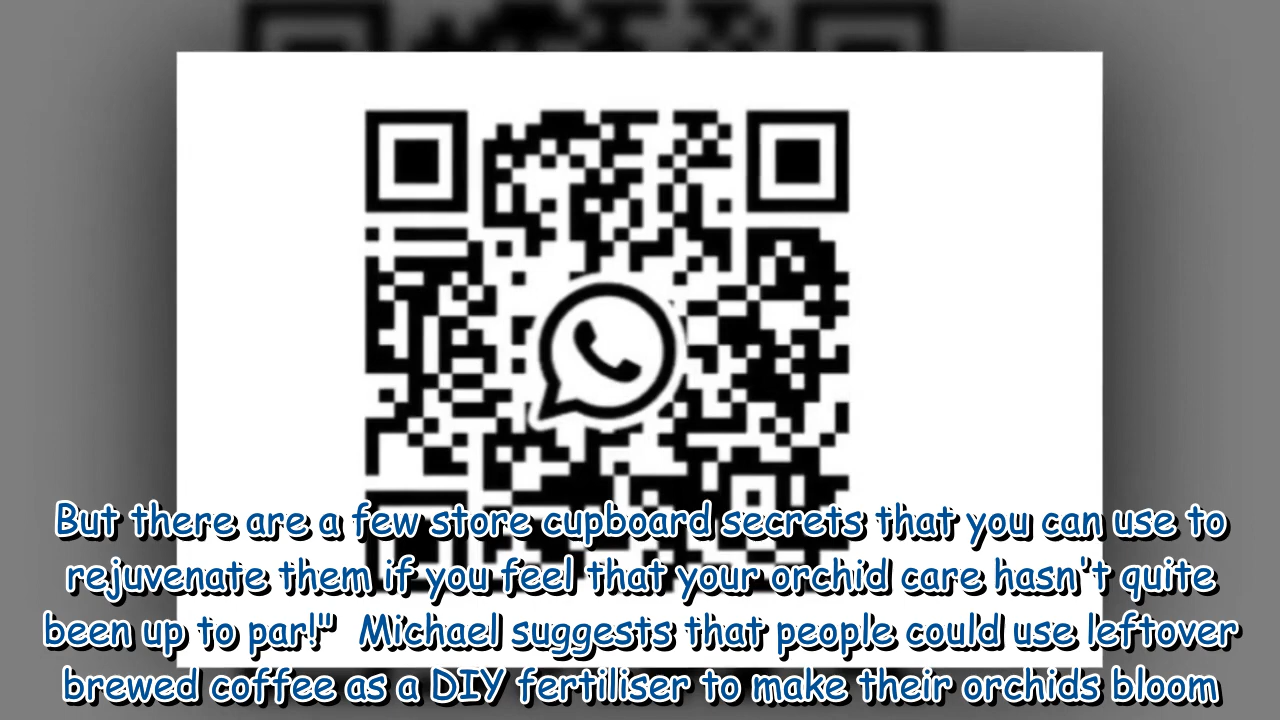 But there are a few store cupboard secrets that you can use to
rejuvenate them if you feel that your orchid care hasn't quite
been up to par!"  Michael suggests that people could use leftover
brewed coffee as a DIY fertiliser to make their orchids bloom